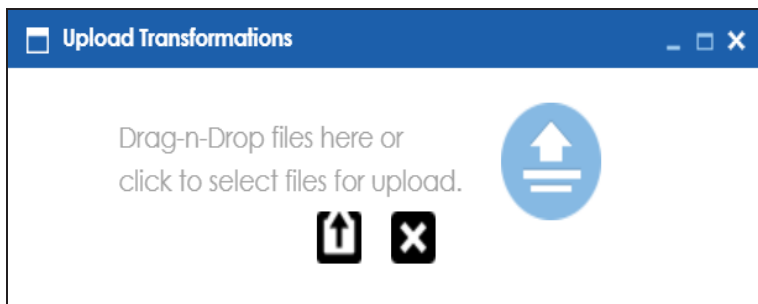 Upload Transformations
Drag-n-Drop files here or
click to select files for upload.